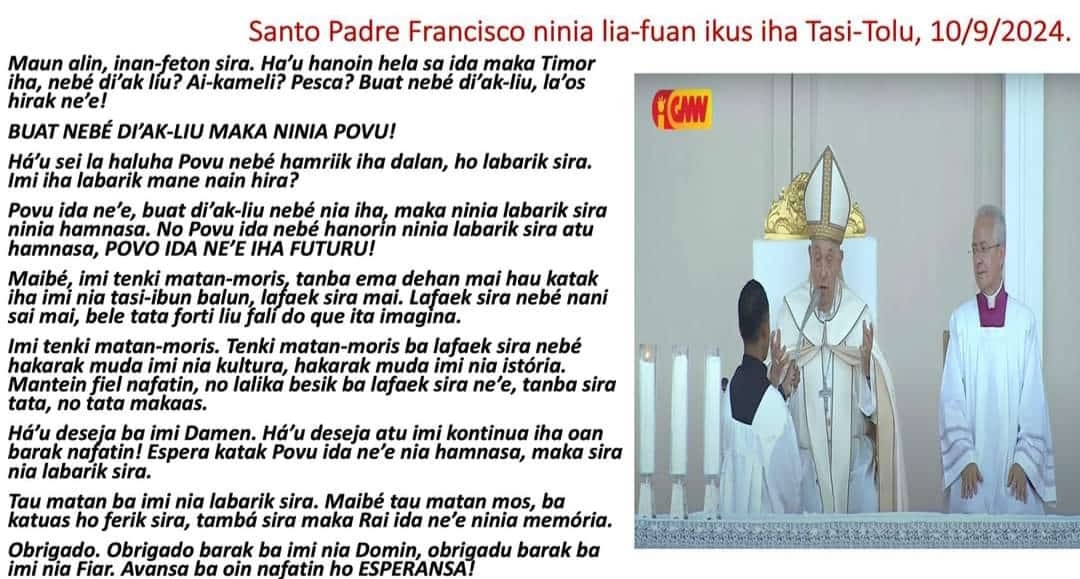 Santo Padre Francisco ninia lia-fuan ikus iha Tasi-Tolu, 10/9/2024.
Maun alin, inan-feton sira. Ha’u hanoin hela sa ida maka Timor
iha, nebé di’ak liu? Ai-kameli? Pesca? Buat nebé di’ak-liu, la’os
hirak ne’e!
BUAT NEBÉ DI’AK-LIU MAKA NINIA POVU!
Há’u sei la haluha Povu nebé hamriik iha dalan, ho labarik sira.
Imi iha labarik mane nain hira?
Povu ida ne’e, buat di’ak-liu nebé nia iha, maka ninia labarik sira
ninia hamnasa. No Povu ida nebé hanorin ninia labarik sira atu
hamnasa, POVO IDA NE’E IHA FUTURU!
Maibé, imi tenki matan-moris, tanba ema dehan mai hau katak
iha imi nia tasi-ibun balun, lafaek sira mai. Lafaek sira nebé nani
sai mai, bele tata forti liu fali do que ita imagina.
Imi tenki matan-moris. Tenki matan-moris ba lafaek sira nebé
hakarak muda imi nia kultura, hakarak muda imi nia istória.
Mantein fiel nafatin, no lalika besik ba lafaek sira ne’e, tanba sira
tata, no tata makaas.
Há’u deseja ba imi Damen. Há’u deseja atu imi kontinua iha oan
barak nafatin! Espera katak Povu ida ne’e nia hamnasa, maka sira
nia labarik sira.
Tau matan ba imi nia labarik sira. Maibé tau matan mos, ba
katuas ho ferik sira, tambá sira maka Rai ida ne’e ninia memória.
Obrigado. Obrigado barak ba imi nia Domin, obrigadu barak ba
imi nia Fiar. Avansa ba oin nafatin ho ESPERANSA!
GMN